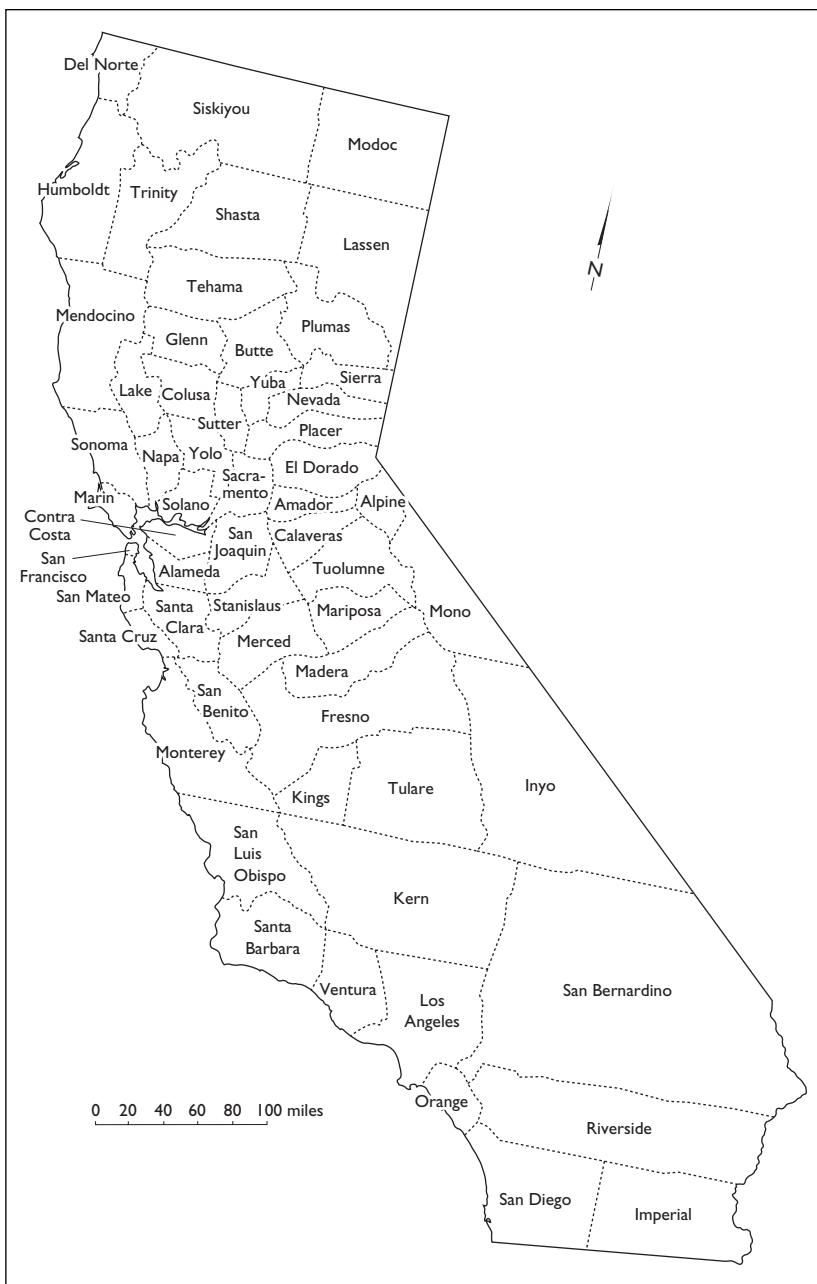 Del Norte
Siskiyou
Modoc
Humboldt
Trinity
Shasta
Lassen
N
Tehama
Mendocino
Plumas
Glenn
Butte
Lake
Colusa
Yuba
Sierra
Nevada
Sutter
Placer
Sonoma
Napa
Yolo
El Dorado
Sacra-
mento
Marin
Solano
Amador
Alpine
Contra
Costa
San
Joaquin
Calaveras
San
Francisco
Alameda
Tuolumne
San Mateo
Santa
Clara
Stanislaus
Mariposa
Mono
Santa Cruz
Merced
Madera
San
Benito
Fresno
Monterey
Kings
Tulare
Inyo
San
Luis
Obispo
Kern
Santa
Barbara
Ventura
Los
Angeles
San Bernardino
Orange
0 20 40 60 80 100 miles
Riverside
San Diego
Imperial